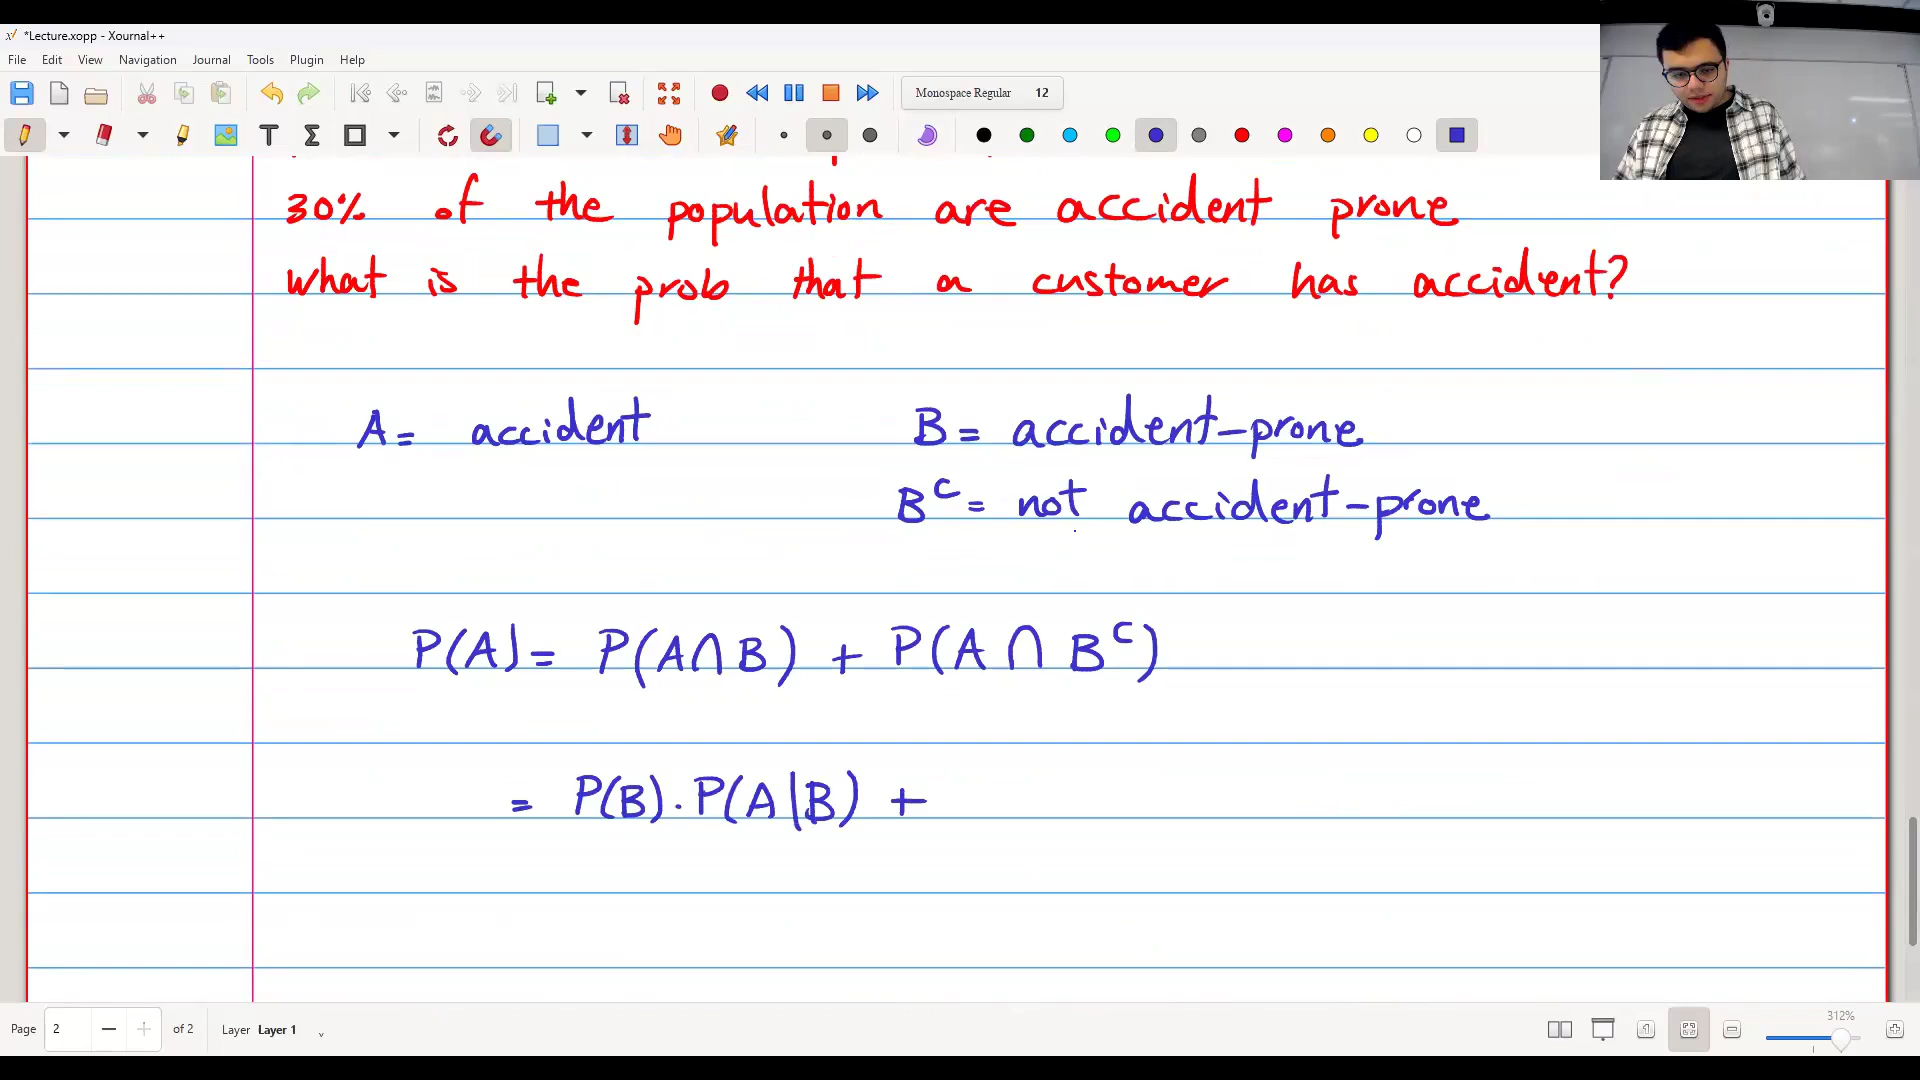 *Lecture.xopp - Xournal++
File Edit View Navigation Journal Tools Plugin Help
Monospace Regular 12
30% of the population are accident prone
what is the prob that a customer has accident?
A = accident B = accident-prone
B^c = not accident-prone
P(A) = P(A∩B) + P(A ∩ B^c)
= P(B) . P(A|B) +
Page 2 of 2 Layer Layer 1 312%